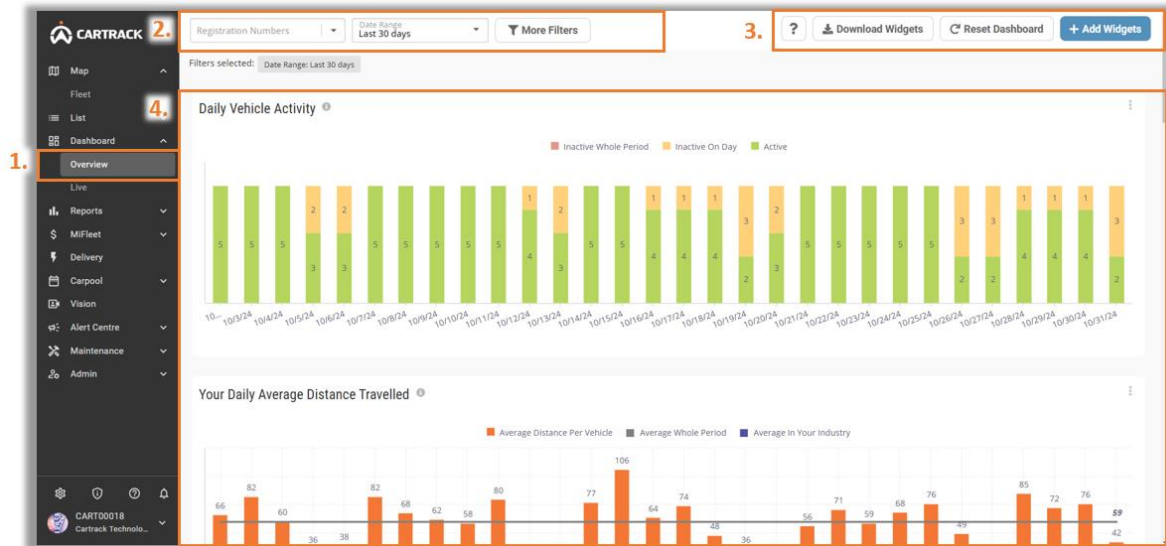 CARTRACK
Map
Fleet
List
Dashboard
Overview
Live
Reports
MiFleet
Delivery
Carpool
Vision
Alert Centre
Maintenance
Admin
CART00018
Cartrack Technolo...
1.
2.
Registration Numbers
Date Range
Last 30 days
More Filters
3.
?
Download Widgets
Reset Dashboard
+ Add Widgets
Filters selected: Date Range: Last 30 days
4.
Daily Vehicle Activity
Inactive Whole Period Inactive On Day Active
2 2 1 2 1 1 1 3 2 3 3 1 1 1 3
5 5 5 3 3 5 5 5 5 5 4 3 5 5 4 4 4 2 3 5 5 5 5 5 2 2 4 4 4 2
10... 10/3/24 10/4/24 10/5/24 10/6/24 10/7/24 10/8/24 10/9/24 10/10/24 10/11/24 10/12/24 10/13/24 10/14/24 10/15/24 10/16/24 10/17/24 10/18/24 10/19/24 10/20/24 10/21/24 10/22/24 10/23/24 10/24/24 10/25/24 10/26/24 10/27/24 10/28/24 10/29/24 10/30/24 10/31/24
Your Daily Average Distance Travelled
Average Distance Per Vehicle Average Whole Period Average In Your Industry
66 82 60 36 38 82 68 62 58 80 77 106 64 74 48 36 56 71 59 68 76 49 85 72 76 59 42